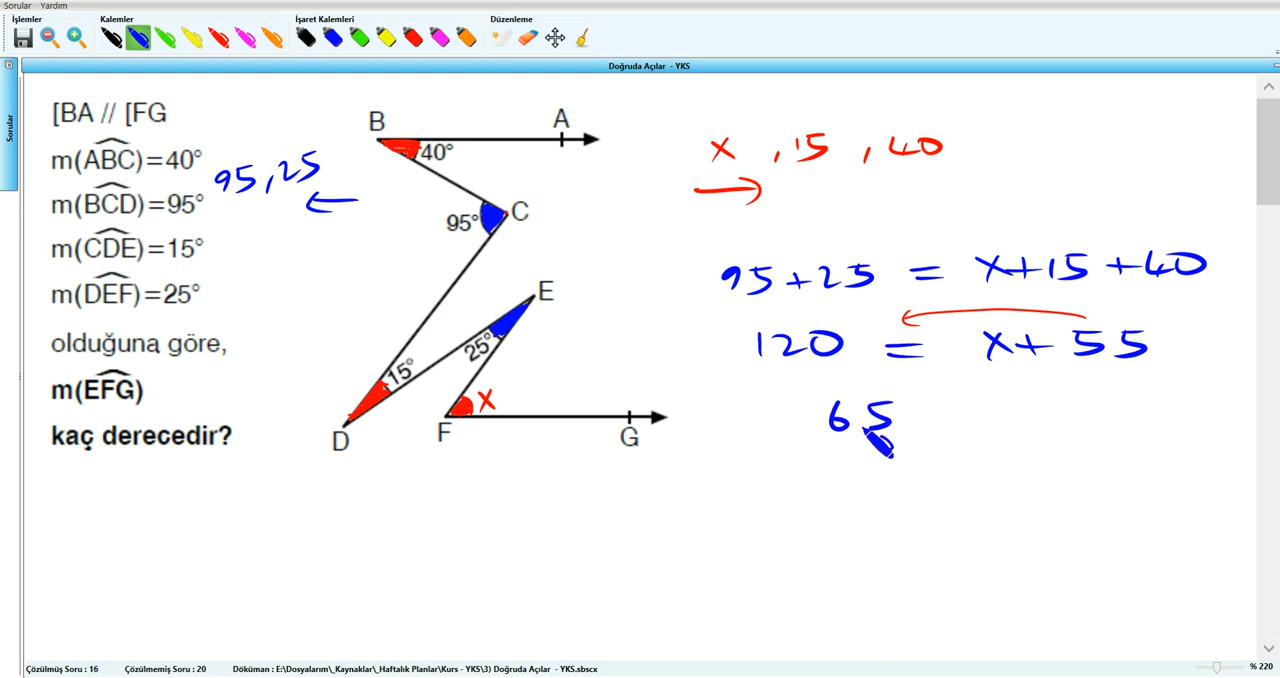 Sorular Yardım
İşlemler Kalemler İşaret Kalemleri Düzenleme
Doğruda Açılar - YKS
Sorular
[BA // [FG
m(ABC)=40°
m(BCD)=95°
m(CDE)=15°
m(DEF)=25°
olduğuna göre,
m(EFG)
kaç derecedir?
95, 25
B A
40°
C
95°
E
25°
15°
x
D F G
x , 15 , 40
95+25 = x+15+40
120 = x+55
65
Çözülmüş Soru : 16 Çözülmemiş Soru : 20 Döküman : E:\Dosyalarım\_Kaynaklar\_Haftalık Planlar\Kurs - YKS\3) Doğruda Açılar - YKS.sbscx % 220